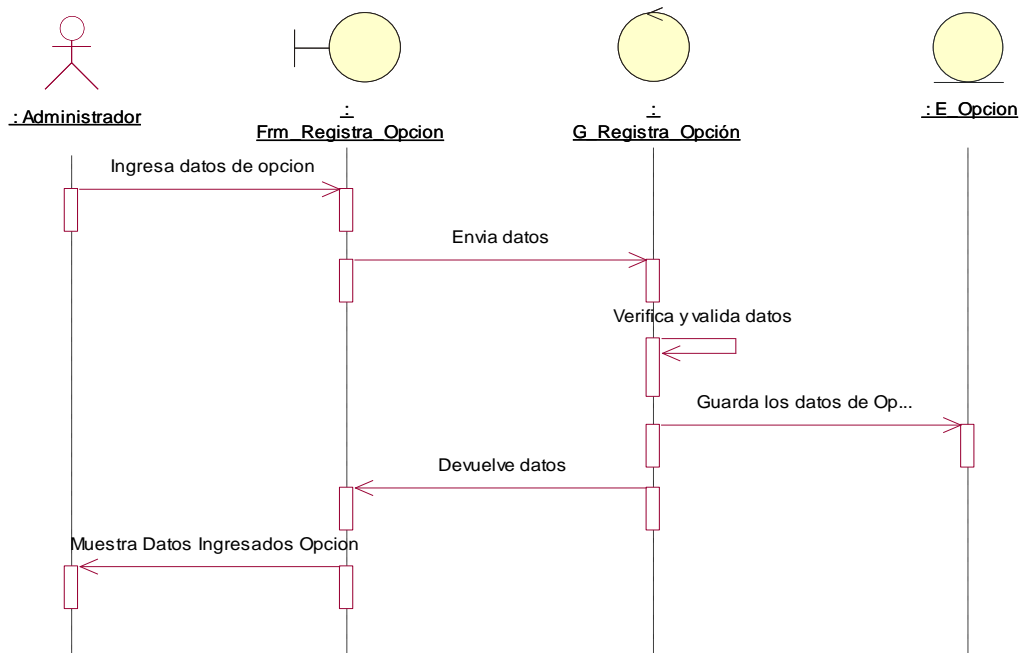 : Administrador
:
Frm_Registra_Opcion
:
G_Registra_Opción
: E_Opcion
Ingresa datos de opcion
Envia datos
Verifica y valida datos
Guarda los datos de Op...
Devuelve datos
Muestra Datos Ingresados Opcion